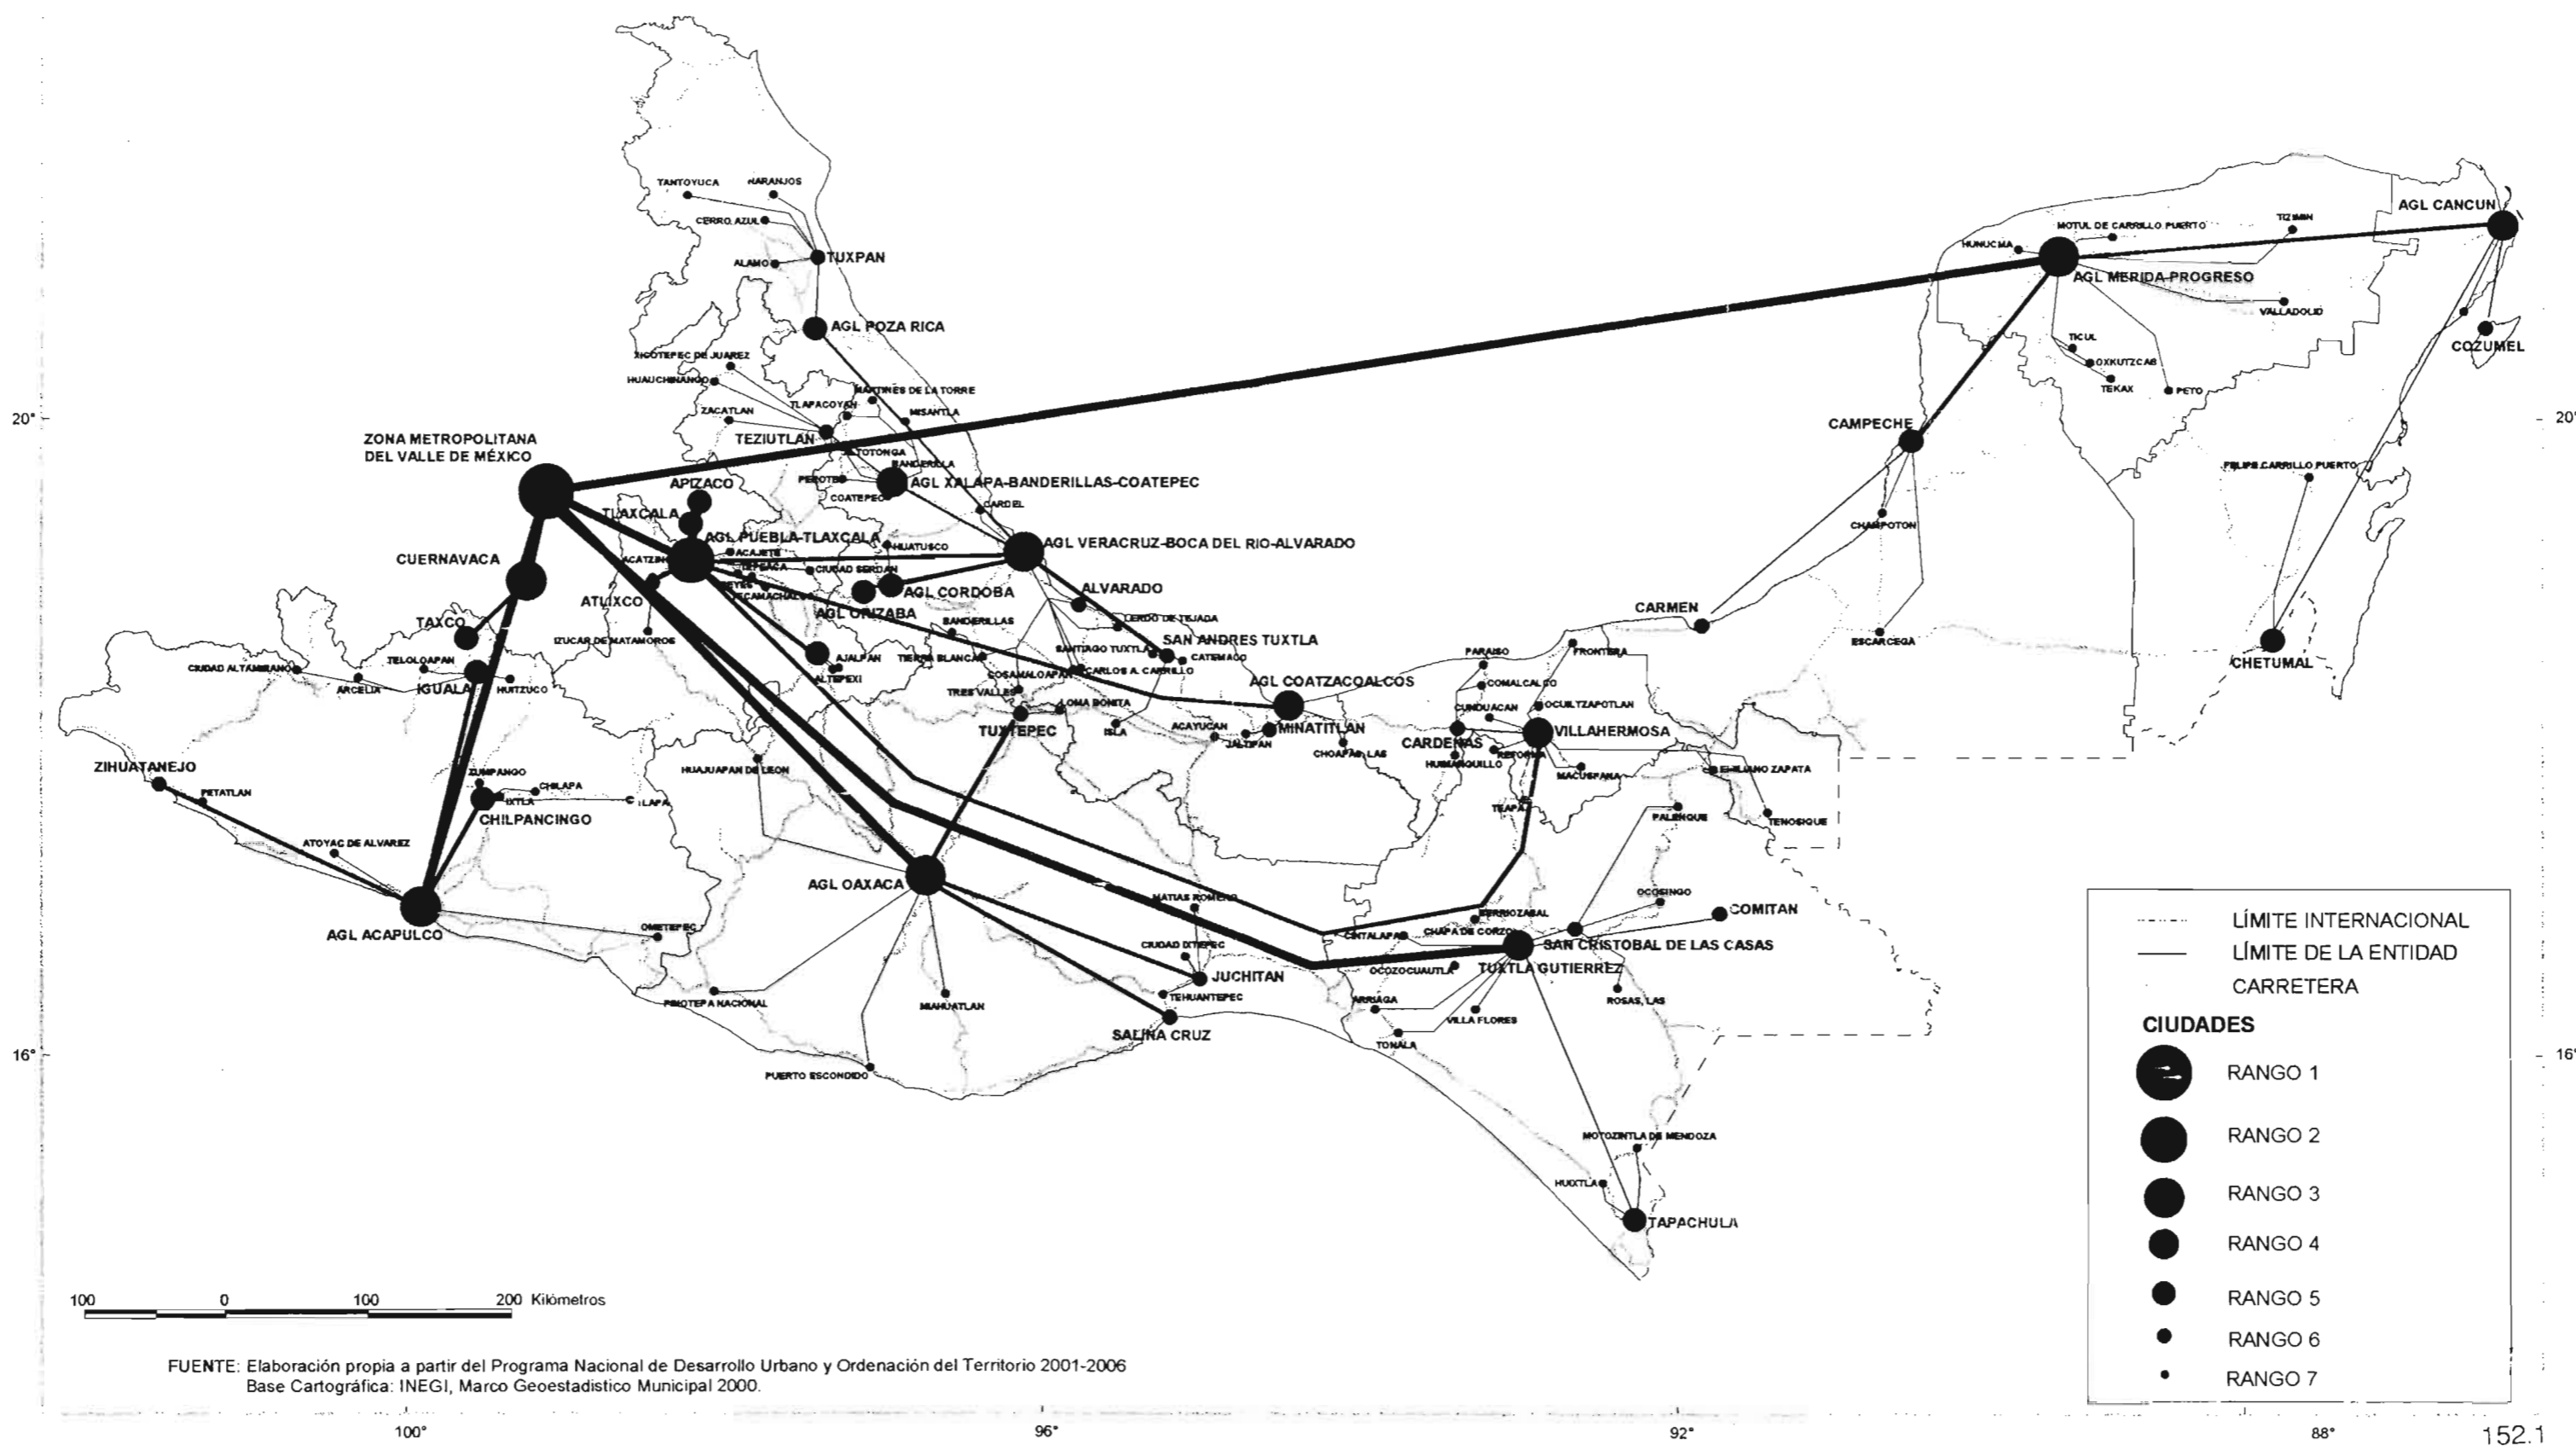 TANTOYUCA
NARANJOS
CERRO AZUL
ALAMO
TUXPAN
AGL POZA RICA
XICOTEPEC DE JUAREZ
HUAUCHINANGO
MARTINES DE LA TORRE
TLAPACOYAN
ZACATLAN
MISANTLA
TEZIUTLAN
ALTOTONGA
BANDERILLA
PEROTE
COATEPEC
AGL XALAPA-BANDERILLAS-COATEPEC
CARDEL
ZONA METROPOLITANA
DEL VALLE DE MÉXICO
APIZACO
TLAXCALA
AGL PUEBLA-TLAXCALA
ACAJETE
HUATUSCO
AGL VERACRUZ-BOCA DEL RIO-ALVARADO
CUERNAVACA
TEPEACA
CIUDAD SERDAN
ATLIXCO
AGL ORIZABA
AGL CORDOBA
ALVARADO
TAXCO
IZUCAR DE MATAMOROS
BANDERILLAS
LERDO DE TEJADA
SAN ANDRES TUXTLA
SANTIAGO TUXTLA
CATEMACO
CIUDAD ALTAMIRANO
TELOLOAPAN
ARCELIA
IGUALA
HUITZUCO
AJALPAN
ALTEPEXI
TIERRA BLANCA
COSAMALOAPAN
CARLOS A. CARRILLO
TRES VALLES
LOMA BONITA
TUXTEPEC
ISLA
AGL COATZACOALCOS
ACAYUCAN
JALTIPAN
MINATITLAN
CHOAPAS, LAS
PARAISO
COMALCALCO
CUNDUACAN
FRONTERA
OCUILTZAPOTLAN
VILLAHERMOSA
CARDENAS
HUIMANGUILLO
REFORMA
MACUSPANA
EMILIANO ZAPATA
TEAPA
PALENQUE
TENOSIQUE
CARMEN
ESCARCEGA
CHAMPOTON
CAMPECHE
HUNUCMA
MOTUL DE CARRILLO PUERTO
TIZIMIN
AGL CANCUN
AGL MERIDA-PROGRESO
VALLADOLID
TICUL
OXKUTZCAB
TEKAX
PETO
COZUMEL
FELIPE CARRILLO PUERTO
CHETUMAL
ZIHUATANEJO
PETATLAN
ZUMPANGO
CHILAPA
TLAPA
CHILPANCINGO
ATOYAC DE ALVAREZ
HUAJUAPAN DE LEON
AGL ACAPULCO
OMETEPEC
AGL OAXACA
PINOTEPA NACIONAL
MIAHUATLAN
PUERTO ESCONDIDO
MATIAS ROMERO
CIUDAD IXTEPEC
JUCHITAN
TEHUANTEPEC
SALINA CRUZ
BERRIOZABAL
CINTALAPA
CHIAPA DE CORZO
OCOSINGO
COMITAN
SAN CRISTOBAL DE LAS CASAS
TUXTLA GUTIERREZ
OCOZOCUAUTLA
ROSAS, LAS
ARRIAGA
VILLA FLORES
TONALA
MOTOZINTLA DE MENDOZA
HUIXTLA
TAPACHULA
20°
20°
16°
16°
100°
96°
92°
88°
LÍMITE INTERNACIONAL
LÍMITE DE LA ENTIDAD
CARRETERA
CIUDADES
RANGO 1
RANGO 2
RANGO 3
RANGO 4
RANGO 5
RANGO 6
RANGO 7
100 0 100 200 Kilómetros
FUENTE: Elaboración propia a partir del Programa Nacional de Desarrollo Urbano y Ordenación del Territorio 2001-2006
Base Cartográfica: INEGI, Marco Geoestadistico Municipal 2000.
152.1